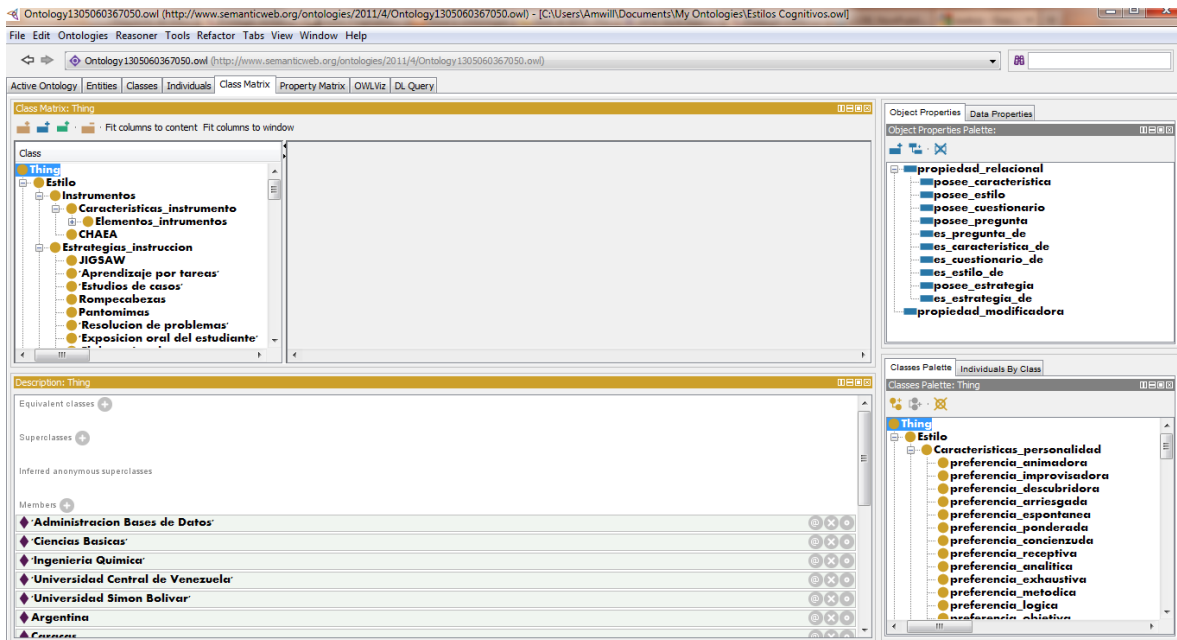 Ontology1305060367050.owl (http://www.semanticweb.org/ontologies/2011/4/Ontology1305060367050.owl) - [C:\Users\Amwill\Documents\My Ontologies\Estilos Cognitivos.owl]
File Edit Ontologies Reasoner Tools Refactor Tabs View Window Help
Ontology1305060367050.owl (http://www.semanticweb.org/ontologies/2011/4/Ontology1305060367050.owl)
Active Ontology Entities Classes Individuals Class Matrix Property Matrix OWLViz DL Query
Class Matrix: Thing
Fit columns to content Fit columns to window
Class
Thing
Estilo
Instrumentos
Caracteristicas_instrumento
Elementos_intrumentos
CHAEA
Estrategias_instruccion
JIGSAW
'Aprendizaje por tareas'
'Estudios de casos'
Rompecabezas
Pantomimas
'Resolucion de problemas'
'Exposicion oral del estudiante'
Description: Thing
Equivalent classes
Superclasses
Inferred anonymous superclasses
Members
'Administracion Bases de Datos'
'Ciencias Basicas'
'Ingenieria Quimica'
'Universidad Central de Venezuela'
'Universidad Simon Bolivar'
Argentina
Caracas
Object Properties Data Properties
Object Properties Palette:
propiedad_relacional
posee_caracteristica
posee_estilo
posee_cuestionario
posee_pregunta
es_pregunta_de
es_caracteristica_de
es_cuestionario_de
es_estilo_de
posee_estrategia
es_estrategia_de
propiedad_modificadora
Classes Palette Individuals By Class
Classes Palette: Thing
Thing
Estilo
Caracteristicas_personalidad
preferencia_animadora
preferencia_improvisadora
preferencia_descubridora
preferencia_arriesgada
preferencia_espontanea
preferencia_ponderada
preferencia_concienzuda
preferencia_receptiva
preferencia_analitica
preferencia_exhaustiva
preferencia_metodica
preferencia_logica
preferencia_objetiva